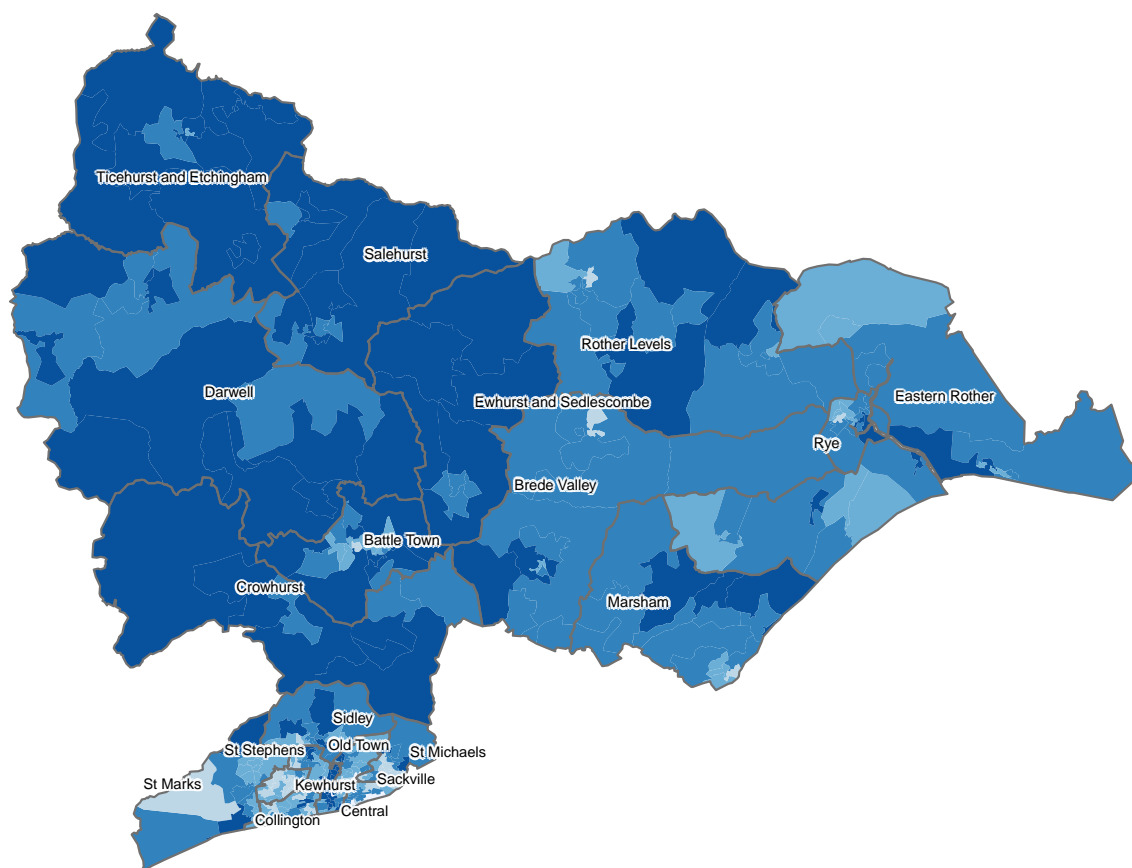 Ticehurst and Etchingham
Salehurst
Rother Levels
Darwell
Eastern Rother
Ewhurst and Sedlescombe
Rye
Brede Valley
Battle Town
Crowhurst
Marsham
Sidley
Old Town
St Stephens
St Michaels
Sackville
St Marks
Kewhurst
Central
Collington